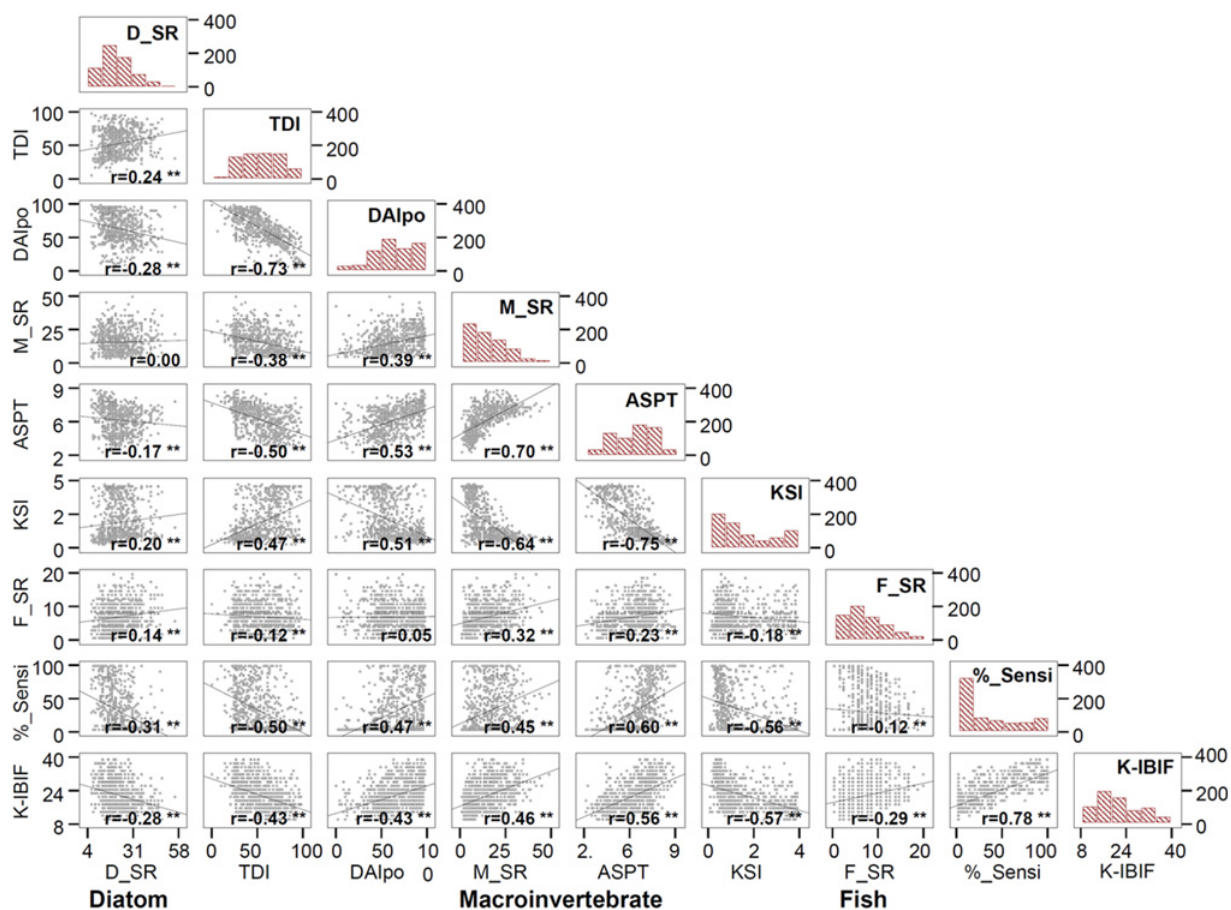 D_SR
400
200
0
TDI
100
50
0
r=0.24 **
TDI
400
200
0
DAIpo
100
50
0
r=-0.28 **
r=-0.73 **
DAIpo
400
200
0
M_SR
50
25
0
r=0.00
r=-0.38 **
r=0.39 **
M_SR
400
200
0
ASPT
9
6
2
r=-0.17 **
r=-0.50 **
r=0.53 **
r=0.70 **
ASPT
400
200
0
KSI
5
2
0
r=0.20 **
r=0.47 **
r=0.51 **
r=-0.64 **
r=-0.75 **
KSI
400
200
0
F_SR
20
10
0
r=0.14 **
r=-0.12 **
r=0.05
r=0.32 **
r=0.23 **
r=-0.18 **
F_SR
400
200
0
%_Sensi
100
50
0
r=-0.31 **
r=-0.50 **
r=0.47 **
r=0.45 **
r=0.60 **
r=-0.56 **
r=-0.12 **
%_Sensi
400
200
0
K-IBIF
40
24
8
r=-0.28 **
r=-0.43 **
r=-0.43 **
r=0.46 **
r=0.56 **
r=-0.57 **
r=-0.29 **
r=0.78 **
K-IBIF
400
200
0
4 31 58
0 50 100
0 50 10
0
0 25 50
2. 6 9
0 2 4
0 10 20
0 50 100
8 24 40
D_SR TDI DAIpo M_SR ASPT KSI F_SR %_Sensi K-IBIF
Diatom Macroinvertebrate Fish